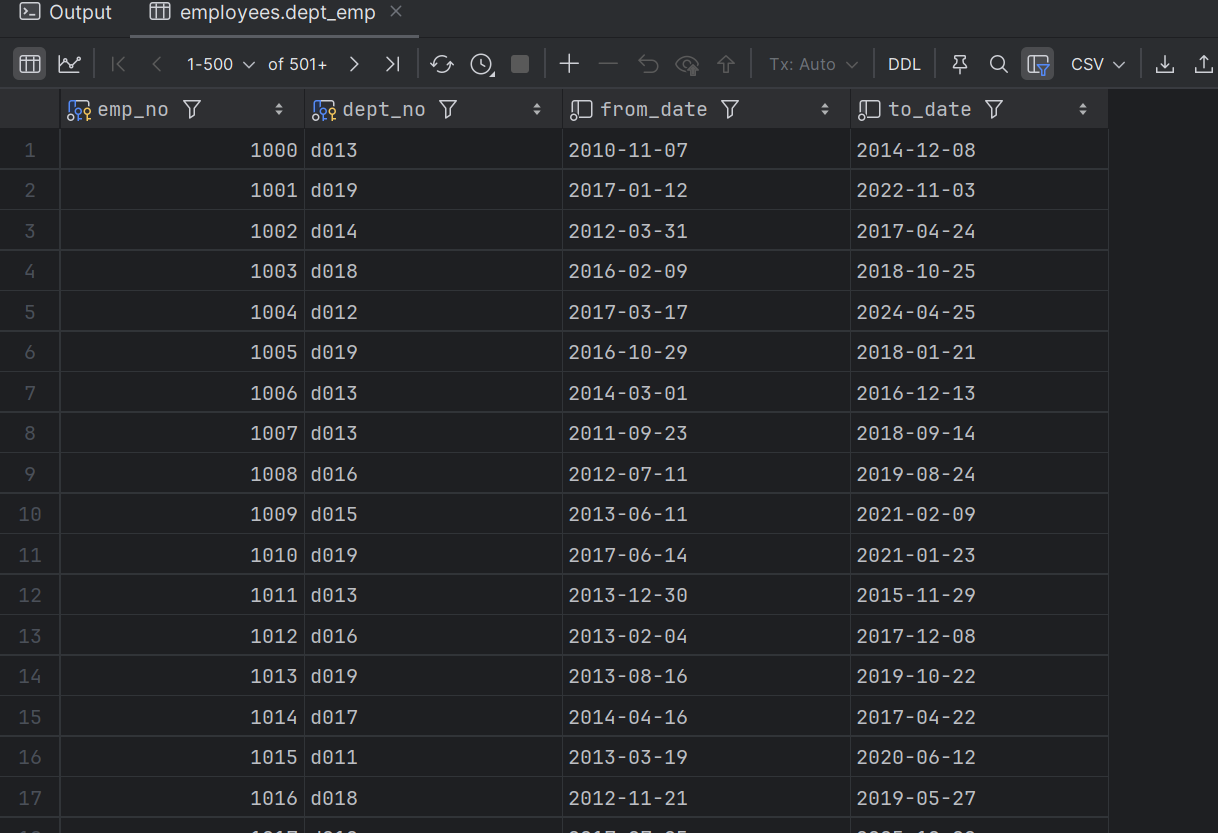 Output employees.dept_emp
1-500 of 501+ Tx: Auto DDL CSV
emp_no dept_no from_date to_date
1 1000 d013 2010-11-07 2014-12-08
2 1001 d019 2017-01-12 2022-11-03
3 1002 d014 2012-03-31 2017-04-24
4 1003 d018 2016-02-09 2018-10-25
5 1004 d012 2017-03-17 2024-04-25
6 1005 d019 2016-10-29 2018-01-21
7 1006 d013 2014-03-01 2016-12-13
8 1007 d013 2011-09-23 2018-09-14
9 1008 d016 2012-07-11 2019-08-24
10 1009 d015 2013-06-11 2021-02-09
11 1010 d019 2017-06-14 2021-01-23
12 1011 d013 2013-12-30 2015-11-29
13 1012 d016 2013-02-04 2017-12-08
14 1013 d019 2013-08-16 2019-10-22
15 1014 d017 2014-04-16 2017-04-22
16 1015 d011 2013-03-19 2020-06-12
17 1016 d018 2012-11-21 2019-05-27